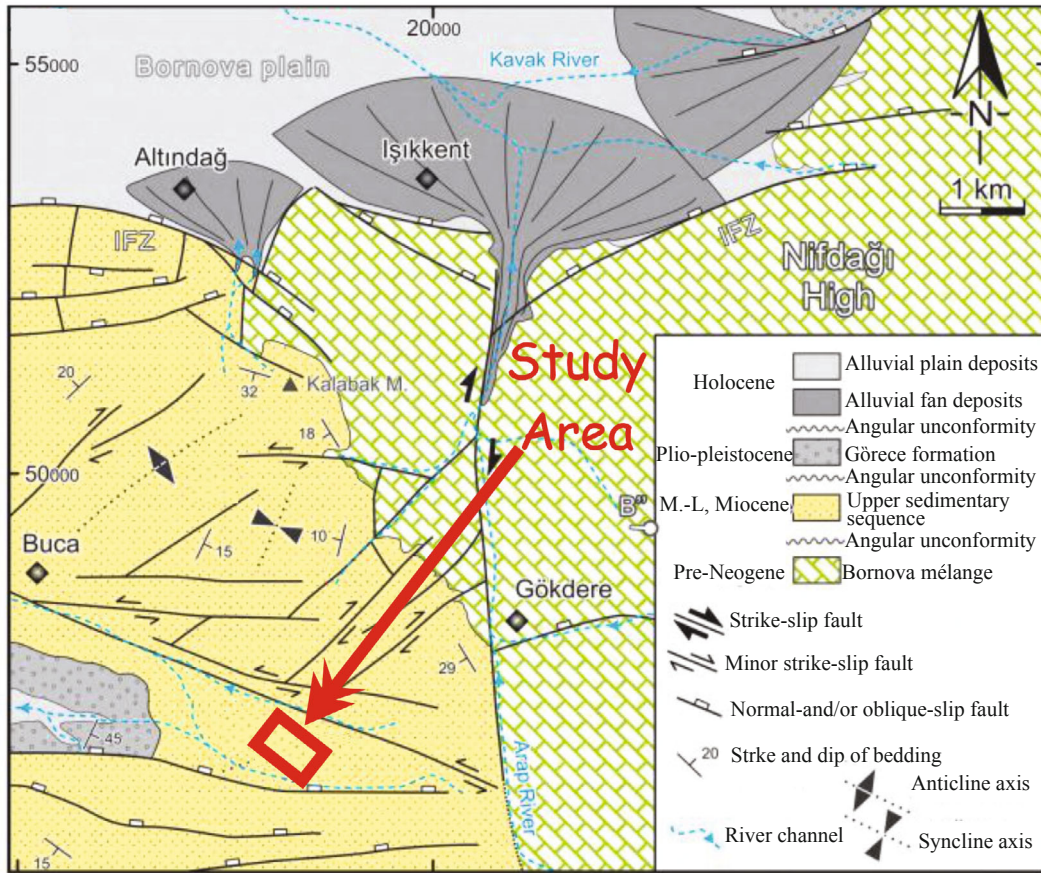 20000
55000
Bornova plain
Kavak River
N
Altındağ
Işıkkent
1 km
IFZ
IFZ
Nifdağı
High
20
32
Kalabak M.
18
Study
Area
50000
15
10
B"
Buca
Gökdere
29
45
Arap River
15
Holocene
Alluvial plain deposits
Alluvial fan deposits
Angular unconformity
Plio-pleistocene
Görece formation
Angular unconformity
M.-L, Miocene
Upper sedimentary
sequence
Angular unconformity
Pre-Neogene
Bornova mélange
Strike-slip fault
Minor strike-slip fault
Normal-and/or oblique-slip fault
20
Strke and dip of bedding
Anticline axis
River channel
Syncline axis